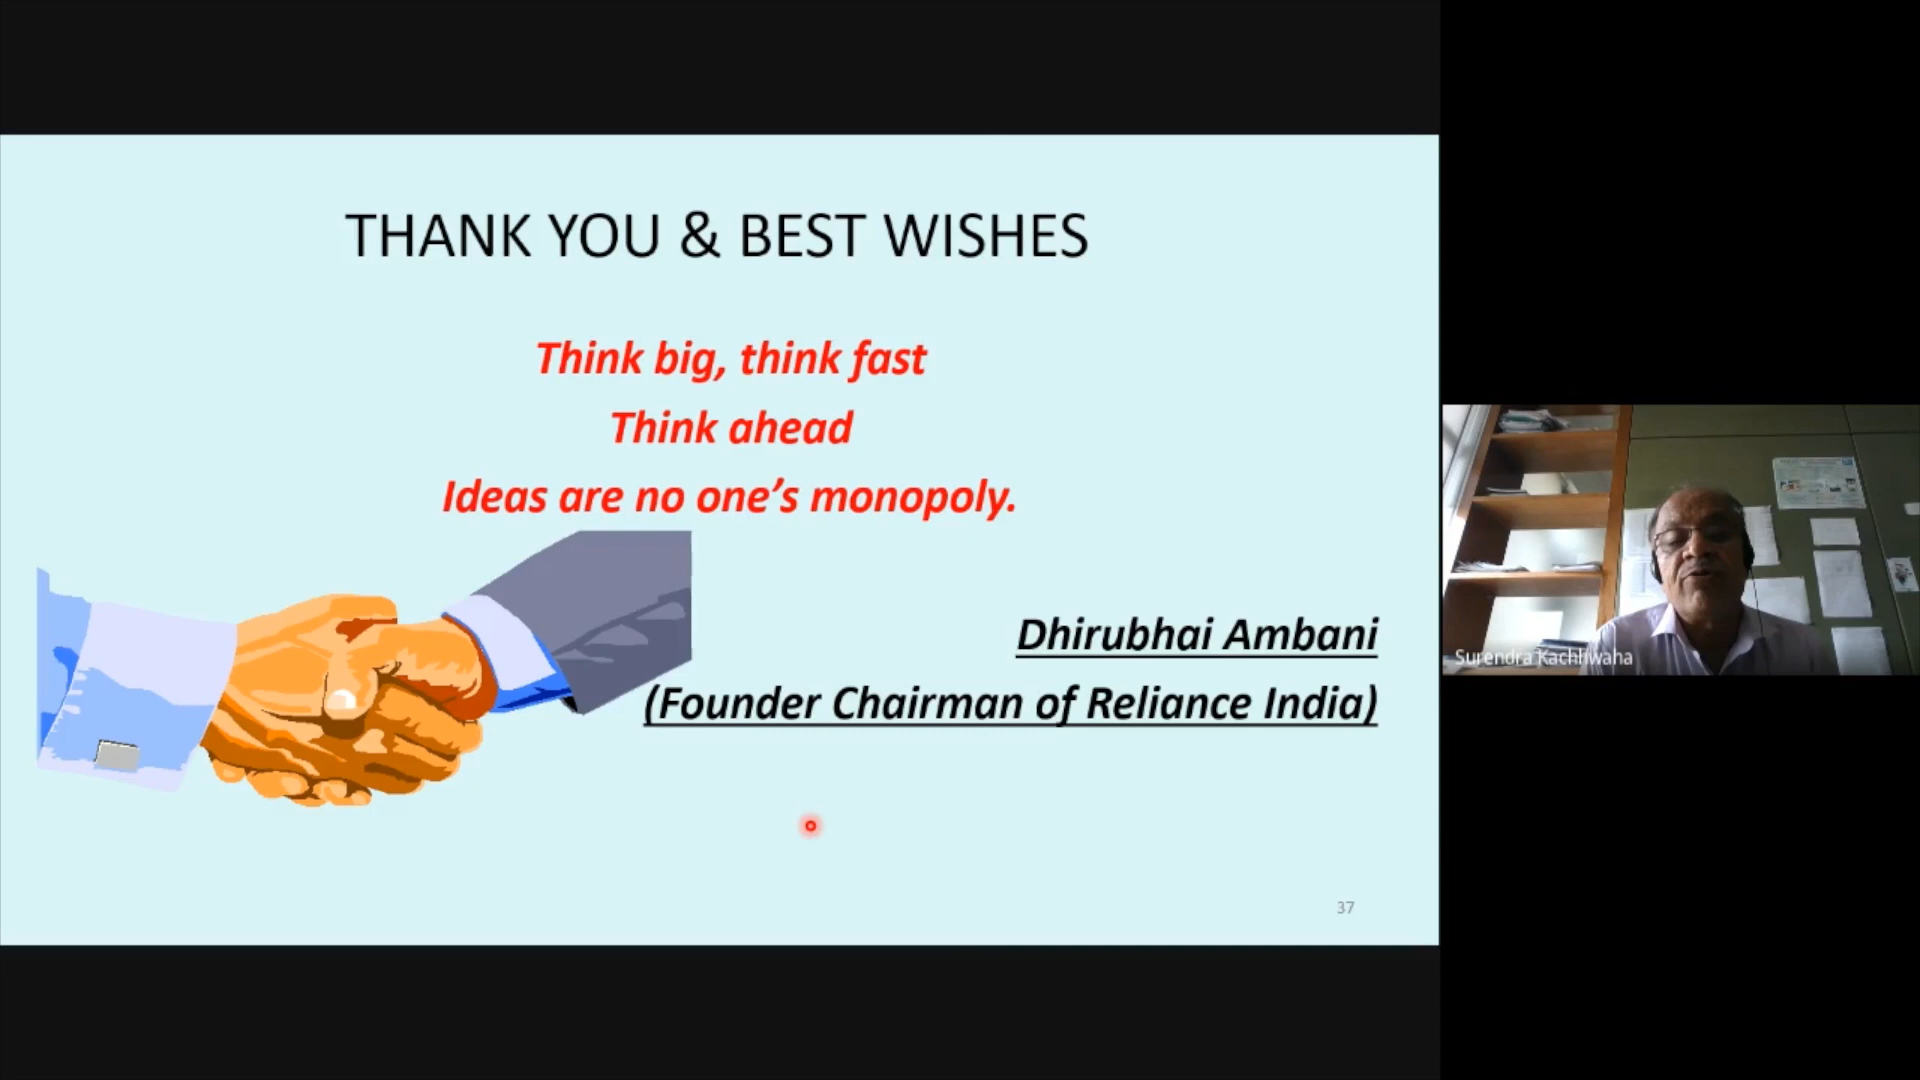 THANK YOU & BEST WISHES
Think big, think fast
Think ahead
Ideas are no one’s monopoly.
Dhirubhai Ambani
(Founder Chairman of Reliance India)
37
Surendra Kachhwaha